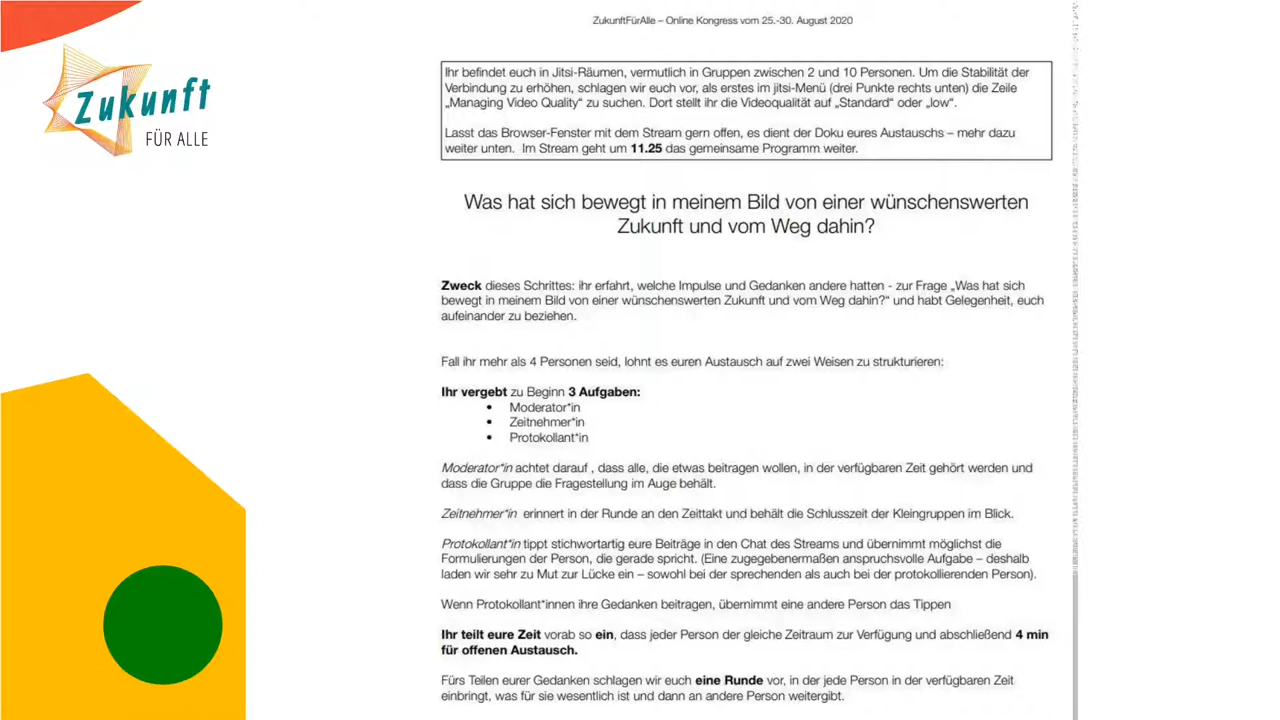 ZukunftFürAlle – Online Kongress vom 25.-30. August 2020
Zukunft
FÜR ALLE
Ihr befindet euch in Jitsi-Räumen, vermutlich in Gruppen zwischen 2 und 10 Personen. Um die Stabilität der
Verbindung zu erhöhen, schlagen wir euch vor, als erstes im jitsi-Menü (drei Punkte rechts unten) die Zeile
„Managing Video Quality“ zu suchen. Dort stellt ihr die Videoqualität auf „Standard“ oder „low“.
Lasst das Browser-Fenster mit dem Stream gern offen, es dient der Doku eures Austauschs – mehr dazu
weiter unten. Im Stream geht um 11.25 das gemeinsame Programm weiter.
Was hat sich bewegt in meinem Bild von einer wünschenswerten
Zukunft und vom Weg dahin?
Zweck dieses Schrittes: ihr erfahrt, welche Impulse und Gedanken andere hatten - zur Frage „Was hat sich
bewegt in meinem Bild von einer wünschenswerten Zukunft und vom Weg dahin?“ und habt Gelegenheit, euch
aufeinander zu beziehen.
Fall ihr mehr als 4 Personen seid, lohnt es euren Austausch auf zwei Weisen zu strukturieren:
Ihr vergebt zu Beginn 3 Aufgaben:
• Moderator*in
• Zeitnehmer*in
• Protokollant*in
Moderator*in achtet darauf , dass alle, die etwas beitragen wollen, in der verfügbaren Zeit gehört werden und
dass die Gruppe die Fragestellung im Auge behält.
Zeitnehmer*in erinnert in der Runde an den Zeittakt und behält die Schlusszeit der Kleingruppen im Blick.
Protokollant*in tippt stichwortartig eure Beiträge in den Chat des Streams und übernimmt möglichst die
Formulierungen der Person, die gerade spricht. (Eine zugegebenermaßen anspruchsvolle Aufgabe – deshalb
laden wir sehr zu Mut zur Lücke ein – sowohl bei der sprechenden als auch bei der protokollierenden Person).
Wenn Protokollant*innen ihre Gedanken beitragen, übernimmt eine andere Person das Tippen
Ihr teilt eure Zeit vorab so ein, dass jeder Person der gleiche Zeitraum zur Verfügung und abschließend 4 min
für offenen Austausch.
Fürs Teilen eurer Gedanken schlagen wir euch eine Runde vor, in der jede Person in der verfügbaren Zeit
einbringt, was für sie wesentlich ist und dann an andere Person weitergibt.